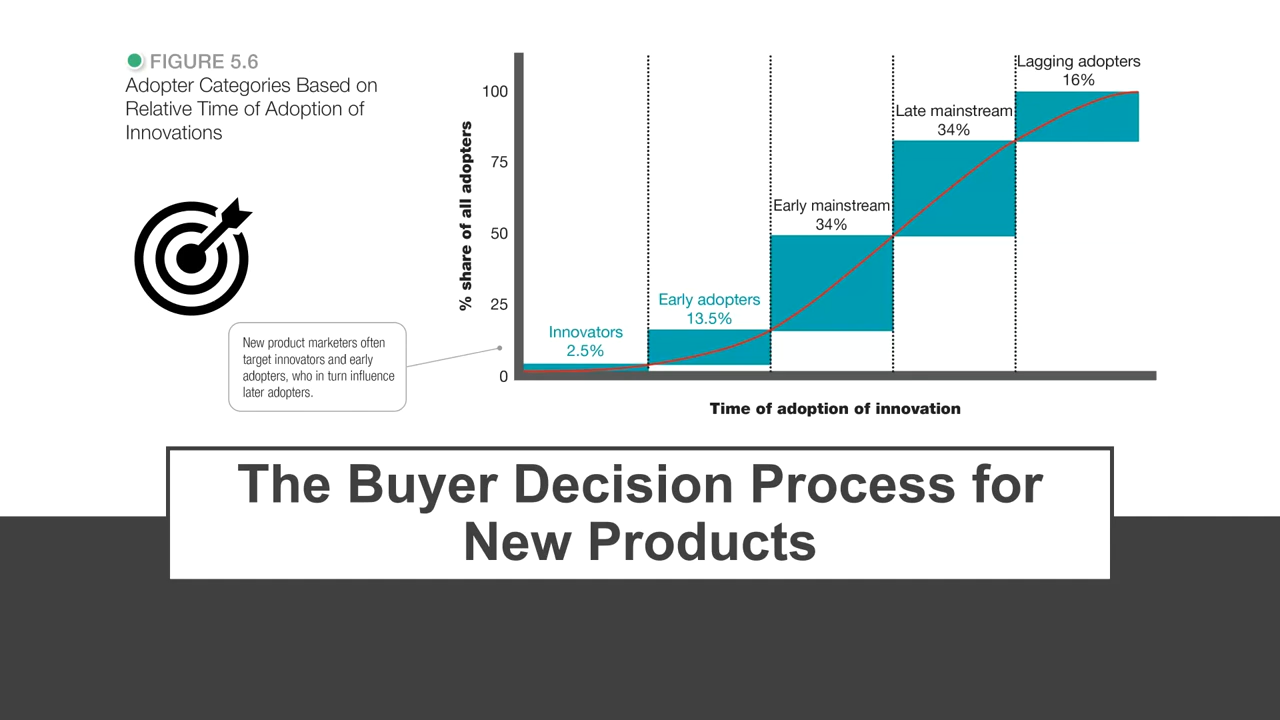 FIGURE 5.6
Adopter Categories Based on
Relative Time of Adoption of
Innovations
New product marketers often
target innovators and early
adopters, who in turn influence
later adopters.
% share of all adopters
100
75
50
25
0
Innovators
2.5%
Early adopters
13.5%
Early mainstream
34%
Late mainstream
34%
Lagging adopters
16%
Time of adoption of innovation
The Buyer Decision Process for
New Products